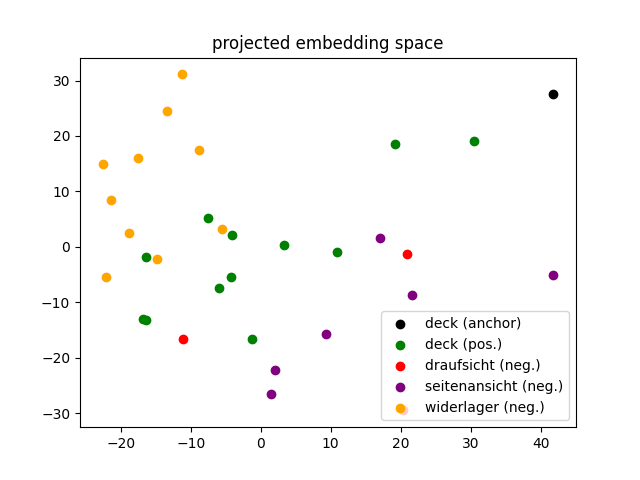 projected embedding space
30
20
10
0
−10
−20
−30
−20 −10 0 10 20 30 40
deck (anchor)
deck (pos.)
draufsicht (neg.)
seitenansicht (neg.)
widerlager (neg.)